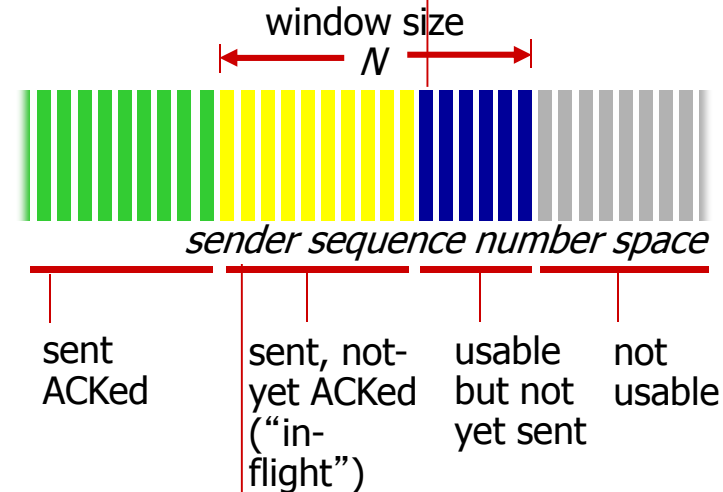 window size
N
sender sequence number space
sent
ACKed
sent, not-
yet ACKed
(“in-
flight”)
usable
but not
yet sent
not
usable